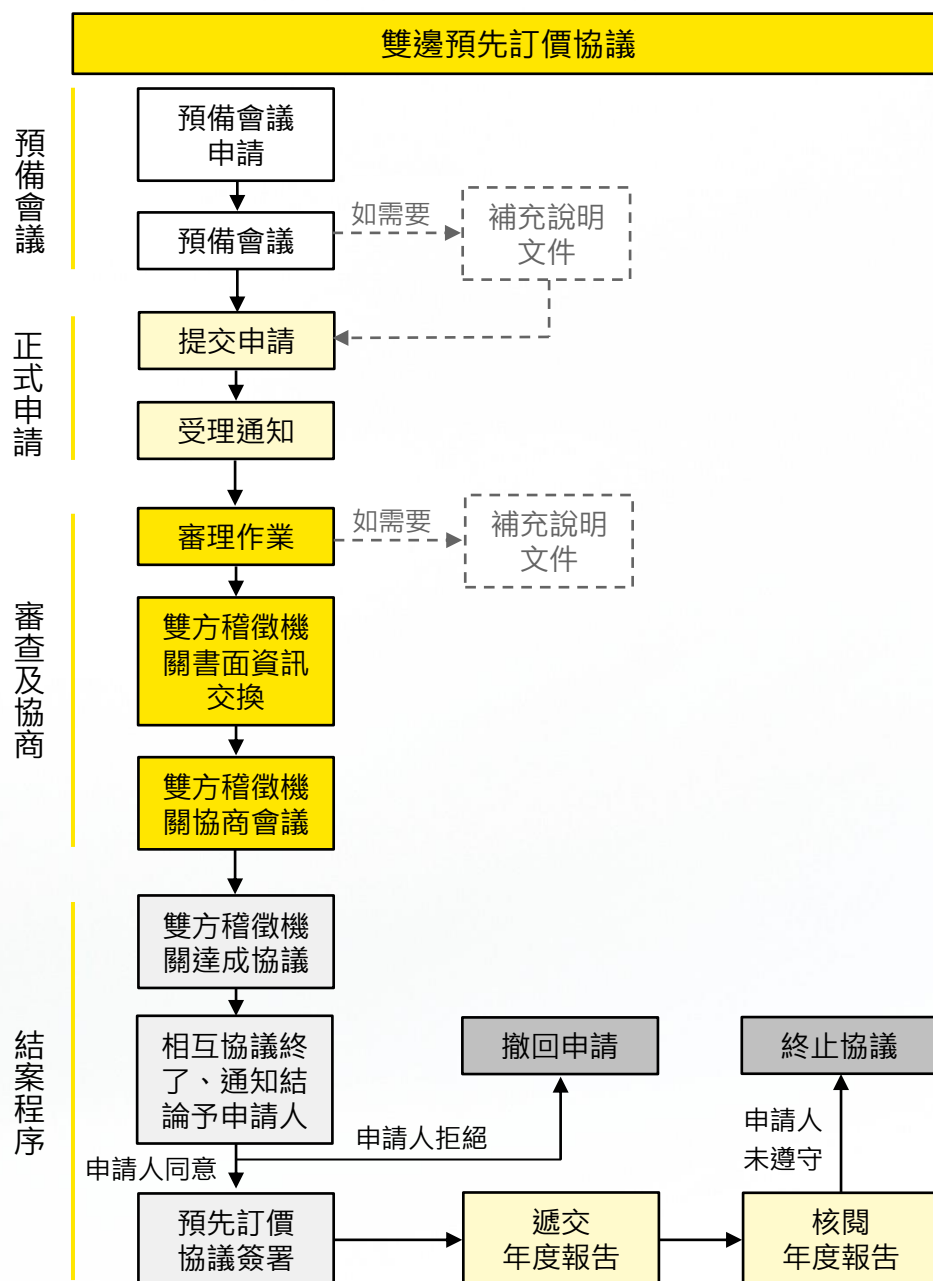 雙邊預先訂價協議
預備會議
預備會議
申請
預備會議
如需要
補充說明
文件
正式申請
提交申請
受理通知
審查及協商
審理作業
如需要
補充說明
文件
雙方稽徵機
關書面資訊
交換
雙方稽徵機
關協商會議
結案程序
雙方稽徵機
關達成協議
相互協議終
了、通知結
論予申請人
撤回申請
終止協議
申請人拒絕
申請人
未遵守
申請人同意
預先訂價
協議簽署
遞交
年度報告
核閱
年度報告